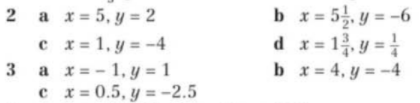 2 a x = 5, y = 2 b x = 5½, y = −6
c x = 1, y = −4 d x = 1¾, y = ¼
3 a x = − 1, y = 1 b x = 4, y = −4
c x = 0.5, y = −2.5